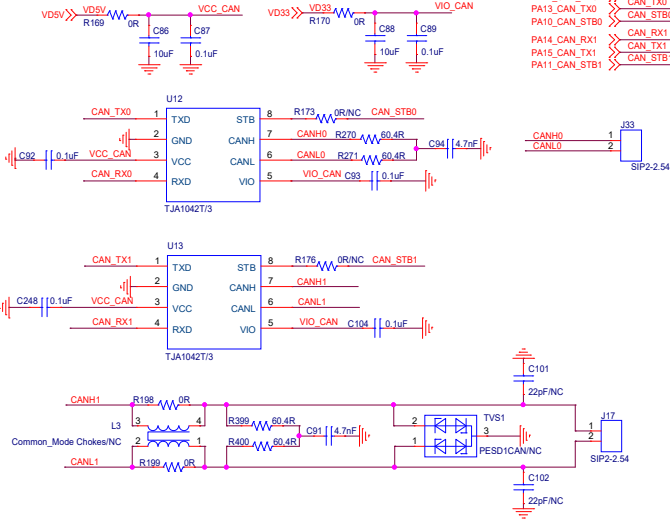 VD5V VD5V VCC_CAN
R169 0R
C86 C87
10uF 0.1uF
VD33 VD33 VIO_CAN
R170 0R
C88 C89
10uF 0.1uF
PA13_CAN_TX0 CAN_TX0
PA10_CAN_STB0 CAN_STB0
PA14_CAN_RX1 CAN_RX1
PA15_CAN_TX1 CAN_TX1
PA11_CAN_STB1 CAN_STB1
U12
CAN_TX0 1 TXD STB 8 R173 0R/NC CAN_STB0
2 GND CANH 7 CANH0 R270 60.4R
C92 0.1uF VCC_CAN 3 VCC CANL 6 CANL0 R271 60.4R
C94 4.7nF
CAN_RX0 4 RXD VIO 5 VIO_CAN C93 0.1uF
TJA1042T/3
J33
CANH0 1
CANL0 2
SIP2-2.54
U13
CAN_TX1 1 TXD STB 8 R176 0R/NC CAN_STB1
2 GND CANH 7 CANH1
C248 0.1uF VCC_CAN 3 VCC CANL 6 CANL1
CAN_RX1 4 RXD VIO 5 VIO_CAN C104 0.1uF
TJA1042T/3
C101
22pF/NC
CANH1 R198 0R
L3 3 4
Common_Mode Chokes/NC 2 1
CANL1 R199 0R
R399 60.4R
R400 60.4R
C91 4.7nF
TVS1
2 3
1
PESD1CAN/NC
J17
1
2
SIP2-2.54
C102
22pF/NC